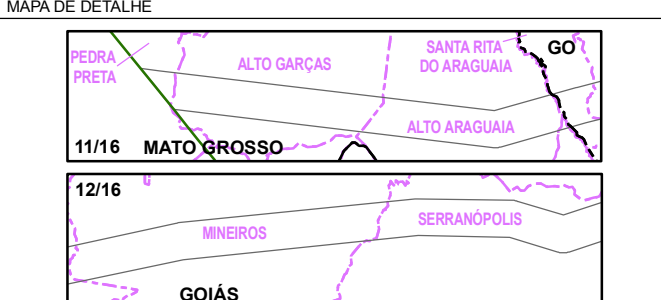 MAPA DE DETALHE
PEDRA
PRETA
ALTO GARÇAS
SANTA RITA
DO ARAGUAIA
GO
ALTO ARAGUAIA
11/16
MATO GROSSO
12/16
MINEIROS
SERRANÓPOLIS
GOIÁS